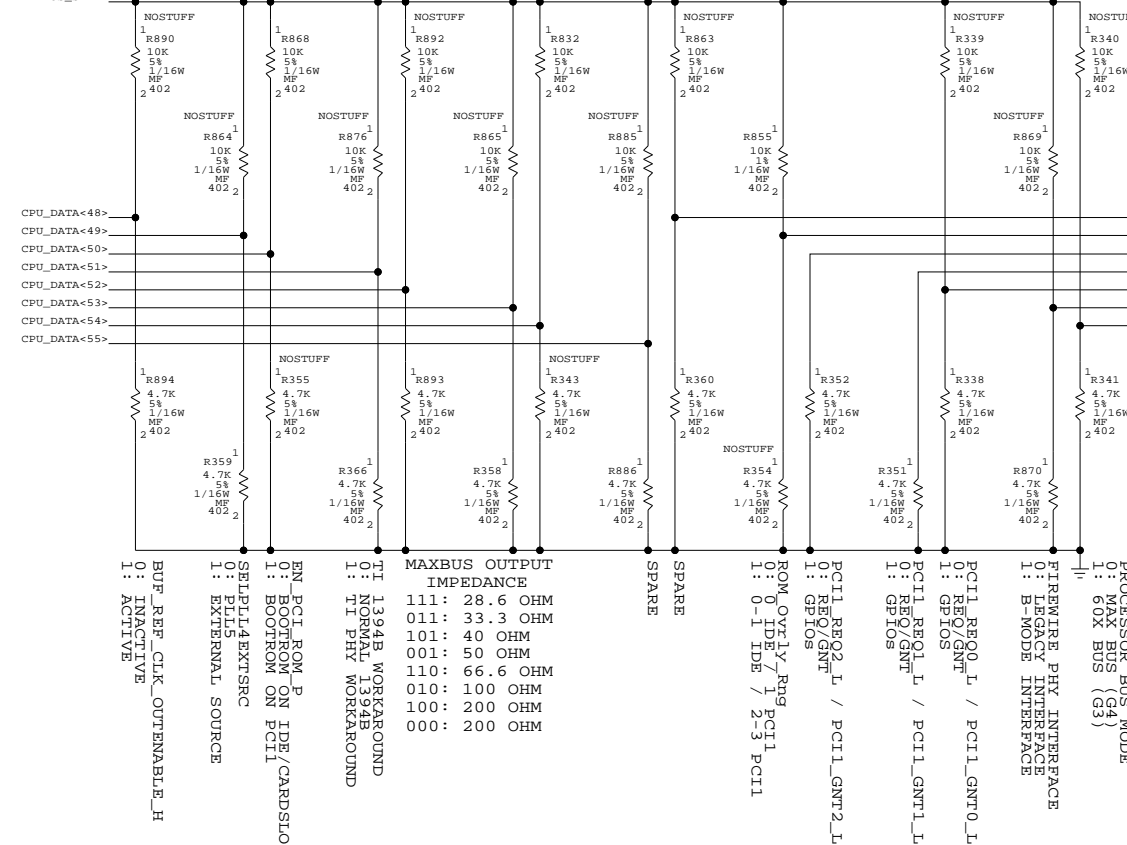 NOSTUFF
1
R890
10K
5%
1/16W
MF
402
2
1
R868
10K
5%
1/16W
MF
402
2
NOSTUFF
1
R892
10K
5%
1/16W
MF
402
2
1
R832
10K
5%
1/16W
MF
402
2
NOSTUFF
1
R863
10K
5%
1/16W
MF
402
2
NOSTUFF
1
R339
10K
5%
1/16W
MF
402
2
NOSTUF
1
R340
10K
5%
1/16W
MF
402
2
NOSTUFF
1
R864
10K
5%
1/16W
MF
402
2
NOSTUFF
1
R876
10K
5%
1/16W
MF
402
2
NOSTUFF
1
R865
10K
5%
1/16W
MF
402
2
NOSTUFF
1
R885
10K
5%
1/16W
MF
402
2
1
R855
10K
1%
1/16W
MF
402
2
NOSTUFF
1
R869
10K
5%
1/16W
MF
402
2
CPU_DATA<48>
CPU_DATA<49>
CPU_DATA<50>
CPU_DATA<51>
CPU_DATA<52>
CPU_DATA<53>
CPU_DATA<54>
CPU_DATA<55>
1
R894
4.7K
5%
1/16W
MF
402
2
NOSTUFF
1
R355
4.7K
5%
1/16W
MF
402
2
1
R893
4.7K
5%
1/16W
MF
402
2
NOSTUFF
1
R343
4.7K
5%
1/16W
MF
402
2
1
R360
4.7K
5%
1/16W
MF
402
2
1
R352
4.7K
5%
1/16W
MF
402
2
1
R338
4.7K
5%
1/16W
MF
402
2
1
R341
4.7K
5%
1/16W
MF
402
2
1
R359
4.7K
5%
1/16W
MF
402
2
1
R366
4.7K
5%
1/16W
MF
402
2
1
R358
4.7K
5%
1/16W
MF
402
2
1
R886
4.7K
5%
1/16W
MF
402
2
NOSTUFF
1
R354
4.7K
5%
1/16W
MF
402
2
1
R351
4.7K
5%
1/16W
MF
402
2
1
R870
4.7K
5%
1/16W
MF
402
2
BUF_REF_CLK_OUTENABLE_H
0: INACTIVE
1: ACTIVE
SELPLL4EXTSRC
0: PLL5
1: EXTERNAL SOURCE
EN_PCI_ROM_P
0: BOOTROM ON IDE/CARDSLO
1: BOOTROM ON PCI1
TI 1394B WORKAROUND
0: NORMAL 1394B
1: TI PHY WORKAROUND
MAXBUS OUTPUT
IMPEDANCE
111: 28.6 OHM
011: 33.3 OHM
101: 40 OHM
001: 50 OHM
110: 66.6 OHM
010: 100 OHM
100: 200 OHM
000: 200 OHM
SPARE
SPARE
ROM_Ovrly_Rng
0: 0 IDE / 1 PCI1
1: 0-1 IDE / 2-3 PCI1
PCI1_REQ2_L / PCI1_GNT2_L
0: REQ/GNT
1: GPIOs
PCI1_REQ1_L / PCI1_GNT1_L
0: REQ/GNT
1: GPIOs
PCI1_REQ0_L / PCI1_GNT0_L
0: REQ/GNT
1: GPIOs
FIREWIRE PHY INTERFACE
0: LEGACY INTERFACE
1: B-MODE INTERFACE
PROCESSOR BUS MODE
0: MAX BUS (G4)
1: 60X BUS (G3)